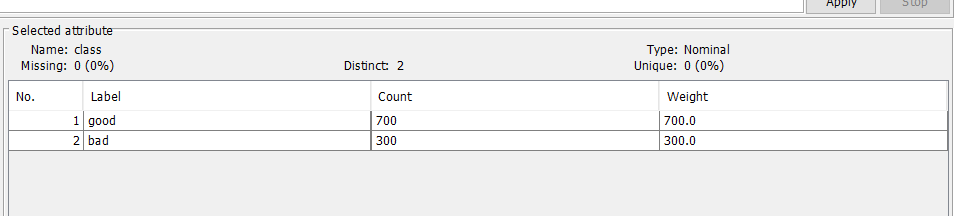 Apply Stop
Selected attribute
Name: class Type: Nominal
Missing: 0 (0%) Distinct: 2 Unique: 0 (0%)
No. Label Count Weight
1 good 700 700.0
2 bad 300 300.0